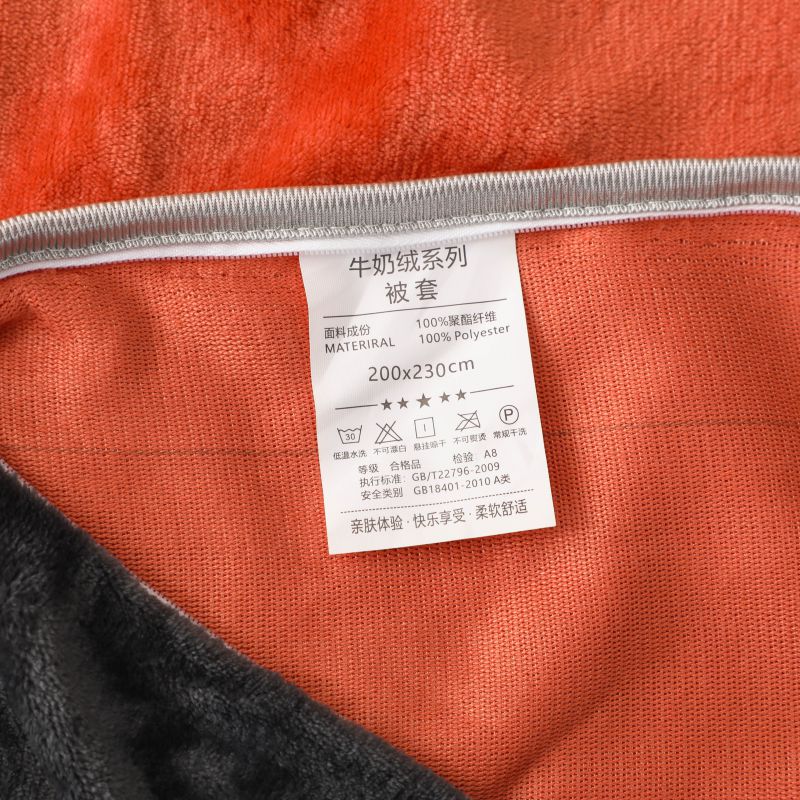 牛奶绒系列
被套
面料成份 100%聚酯纤维
MATERIRAL 100% Polyester
200x230cm
30 P
低温水洗 不可漂白 悬挂晾干 不可熨烫 常规干洗
等级 合格品 检验: A8
执行标准: GB/T22796-2009
安全类别 GB18401-2010 A类
亲肤体验·快乐享受·柔软舒适